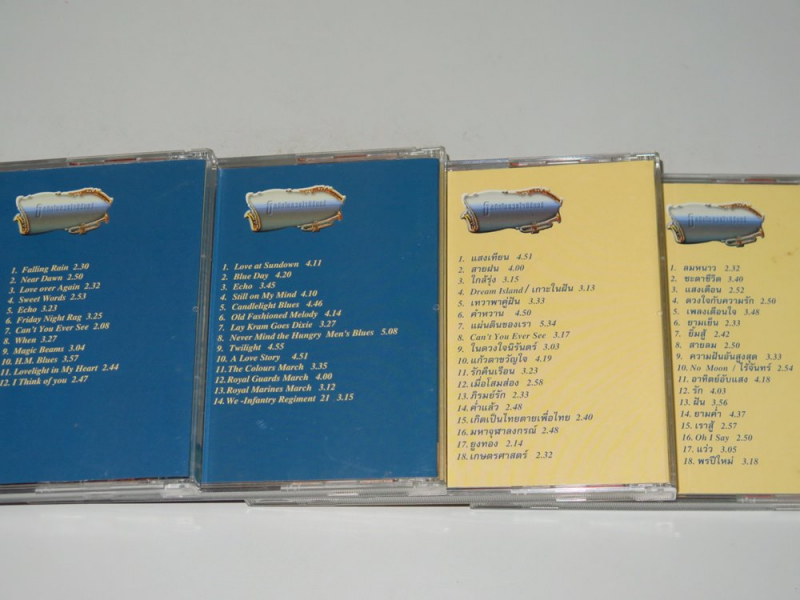 1. Falling Rain 2.30
2. Near Dawn 2.50
3. Love over Again 2.32
4. Sweet Words 2.53
5. Echo 3.23
6. Friday Night Rag 3.25
7. Can't You Ever See 2.08
8. When 3.27
9. Magic Beams 3.04
10. H.M. Blues 3.57
11. Lovelight in My Heart 2.44
12. I Think of you 2.47
1. Love at Sundown 4.11
2. Blue Day 4.20
3. Echo 3.45
4. Still on My Mind 4.10
5. Candlelight Blues 4.46
6. Old Fashioned Melody 4.14
7. Lay Kram Goes Dixie 3.27
8. Never Mind the Hungry Men's Blues 5.08
9. Twilight 4.55
10. A Love Story 4.51
11. The Colours March 3.35
12. Royal Guards March 4.00
13. Royal Marines March 3.12
14. We -Infantry Regiment 21 3.15
1. แสงเทียน 4.51
2. สายฝน 4.00
3. ใกล้รุ่ง 3.15
4. Dream Island / เกาะในฝัน 3.13
5. เทวาพาคู่ฝัน 3.33
6. คำหวาน 4.50
7. แผ่นดินของเรา 5.34
8. Can't You Ever See 3.17
9. ในดวงใจนิรันดร์ 3.03
10. แก้วตาขวัญใจ 4.19
11. รักคืนเรือน 3.23
12. เมื่อโสมส่อง 2.58
13. ภิรมย์รัก 2.33
14. ค่ำแล้ว 2.48
15. เกิดเป็นไทยตายเพื่อไทย 2.40
16. มหาจุฬาลงกรณ์ 2.48
17. ยูงทอง 2.14
18. เกษตรศาสตร์ 2.32
1. ลมหนาว 2.32
2. ชะตาชีวิต 3.40
3. แสงเดือน 2.52
4. ดวงใจกับความรัก 2.50
5. เพลงเตือนใจ 3.48
6. ยามเย็น 2.33
7. ยิ้มสู้ 2.42
8. สายลม 2.50
9. ความฝันอันสูงสุด 3.33
10. No Moon / ไร้จันทร์ 2.54
11. อาทิตย์อับแสง 4.18
12. รัก 4.03
13. ฝัน 3.56
14. ยามค่ำ 4.37
15. เราสู้ 2.57
16. Oh I Say 2.50
17. แว่ว 3.05
18. พรปีใหม่ 3.18